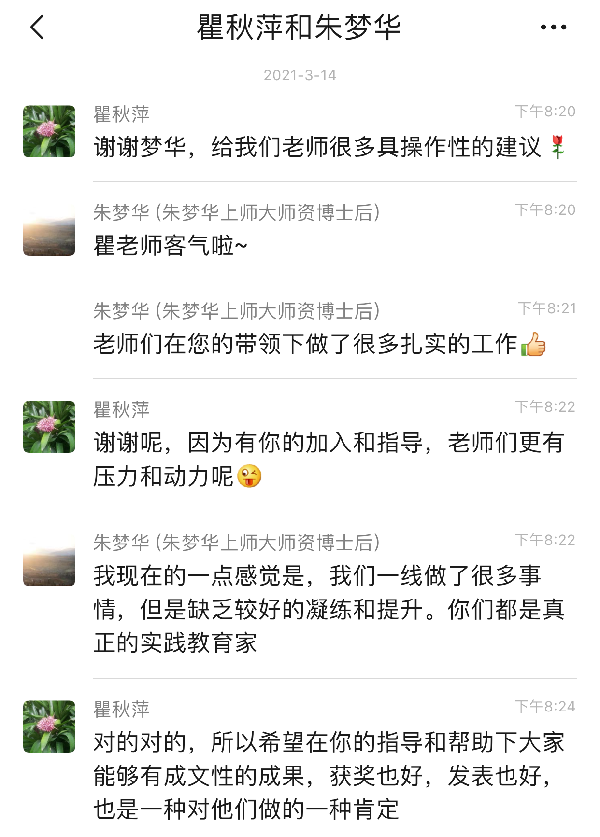 瞿秋萍和朱梦华
2021-3-14
瞿秋萍
下午8:20
谢谢梦华，给我们老师很多具操作性的建议🌹
朱梦华 (朱梦华上师大师资博士后)
下午8:20
瞿老师客气啦~
朱梦华 (朱梦华上师大师资博士后)
下午8:21
老师们在您的带领下做了很多扎实的工作👍
瞿秋萍
下午8:22
谢谢呢，因为有你的加入和指导，老师们更有
压力和动力呢😜
朱梦华 (朱梦华上师大师资博士后)
下午8:22
我现在的一点感觉是，我们一线做了很多事
情，但是缺乏较好的凝练和提升。你们都是真
正的实践教育家
瞿秋萍
下午8:24
对的对的，所以希望在你的指导和帮助下大家
能够有成文性的成果，获奖也好，发表也好，
也是一种对他们做的一种肯定